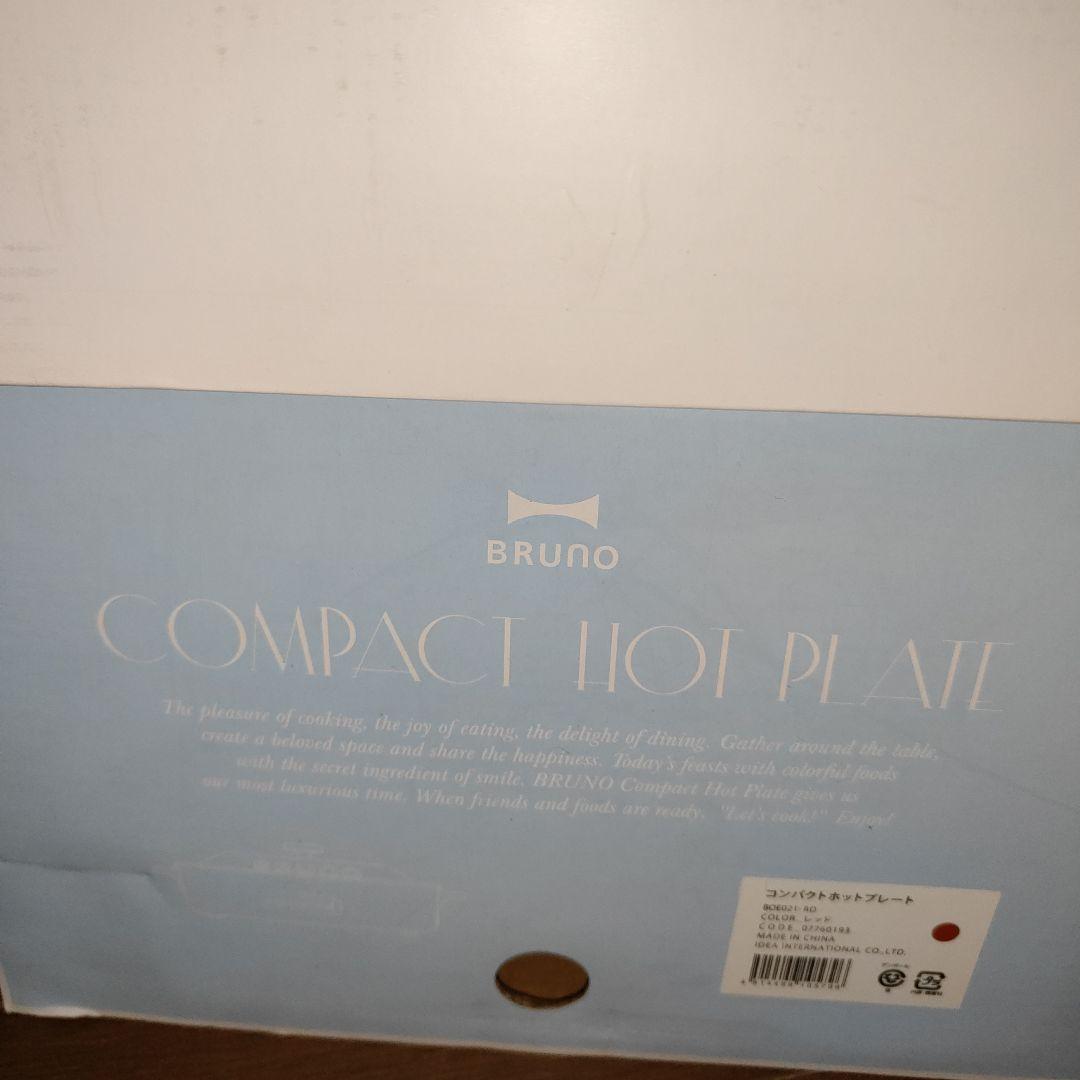 BRUNO
COMPACT HOT PLATE
The pleasure of cooking, the joy of eating, the delight of dining. Gather around the table,
create a beloved space and share the happiness. Today's feasts with colorful foods
with the secret ingredient of smile. BRUNO Compact Hot Plate gives us
our most luxurious time. When friends and foods are ready, "Let's cook!" Enjoy!
コンパクトホットプレート
BOE021-RD
COLOR レッド
CODE 07760193
MADE IN CHINA
IDEA INTERNATIONAL CO.,LTD.